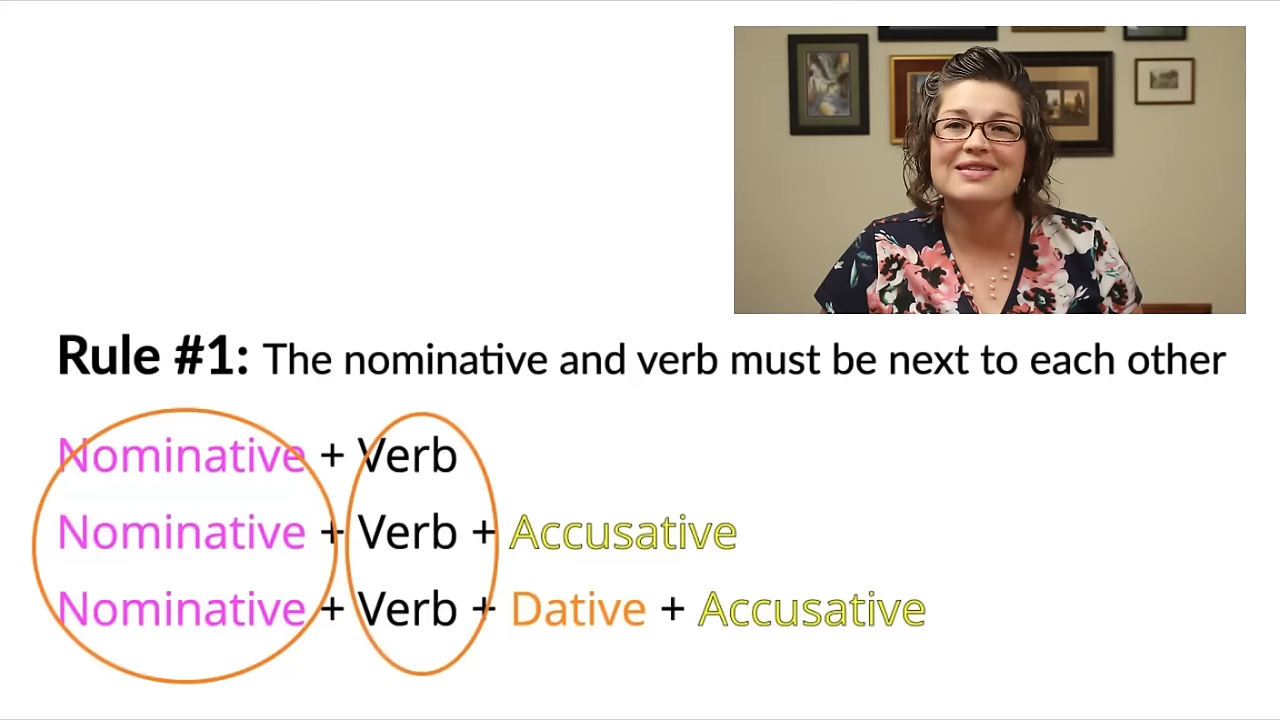 Rule #1: The nominative and verb must be next to each other
Nominative + Verb
Nominative + Verb + Accusative
Nominative + Verb + Dative + Accusative